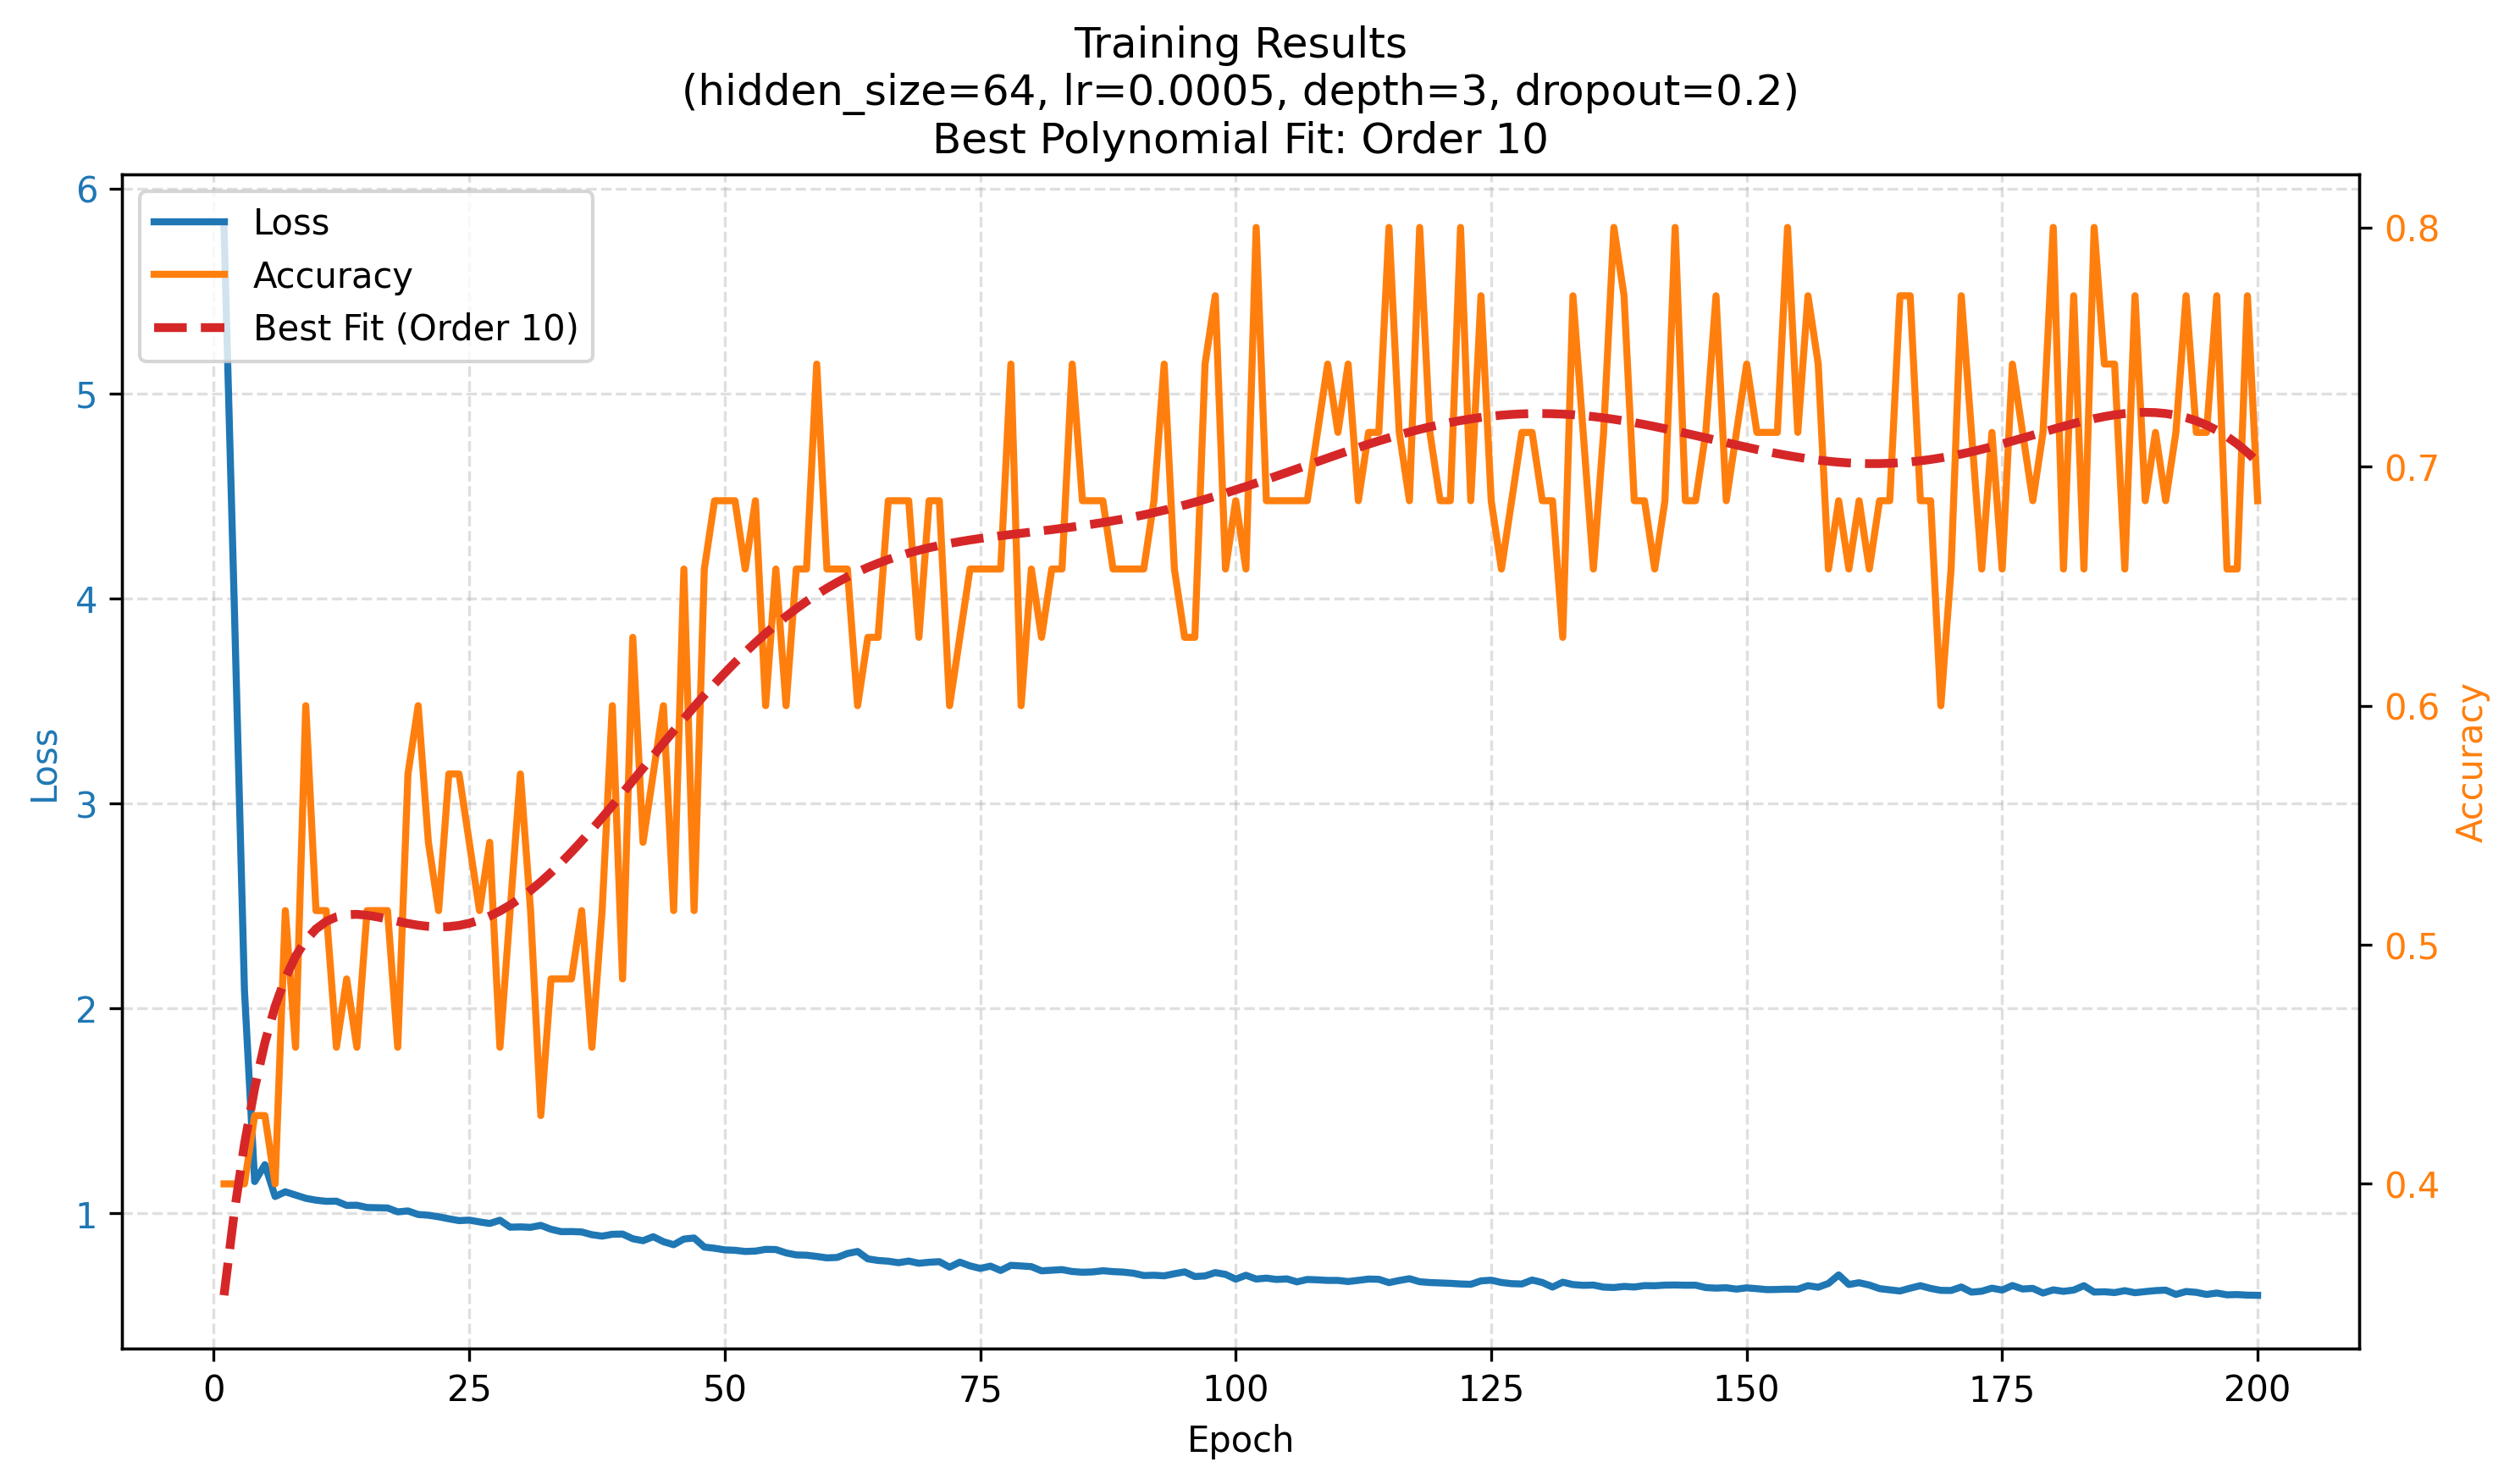 Training Results
(hidden_size=64, lr=0.0005, depth=3, dropout=0.2)
Best Polynomial Fit: Order 10
Loss
Accuracy
Best Fit (Order 10)
6
5
4
3
2
1
Loss
0.8
0.7
0.6
0.5
0.4
Accuracy
0 25 50 75 100 125 150 175 200
Epoch